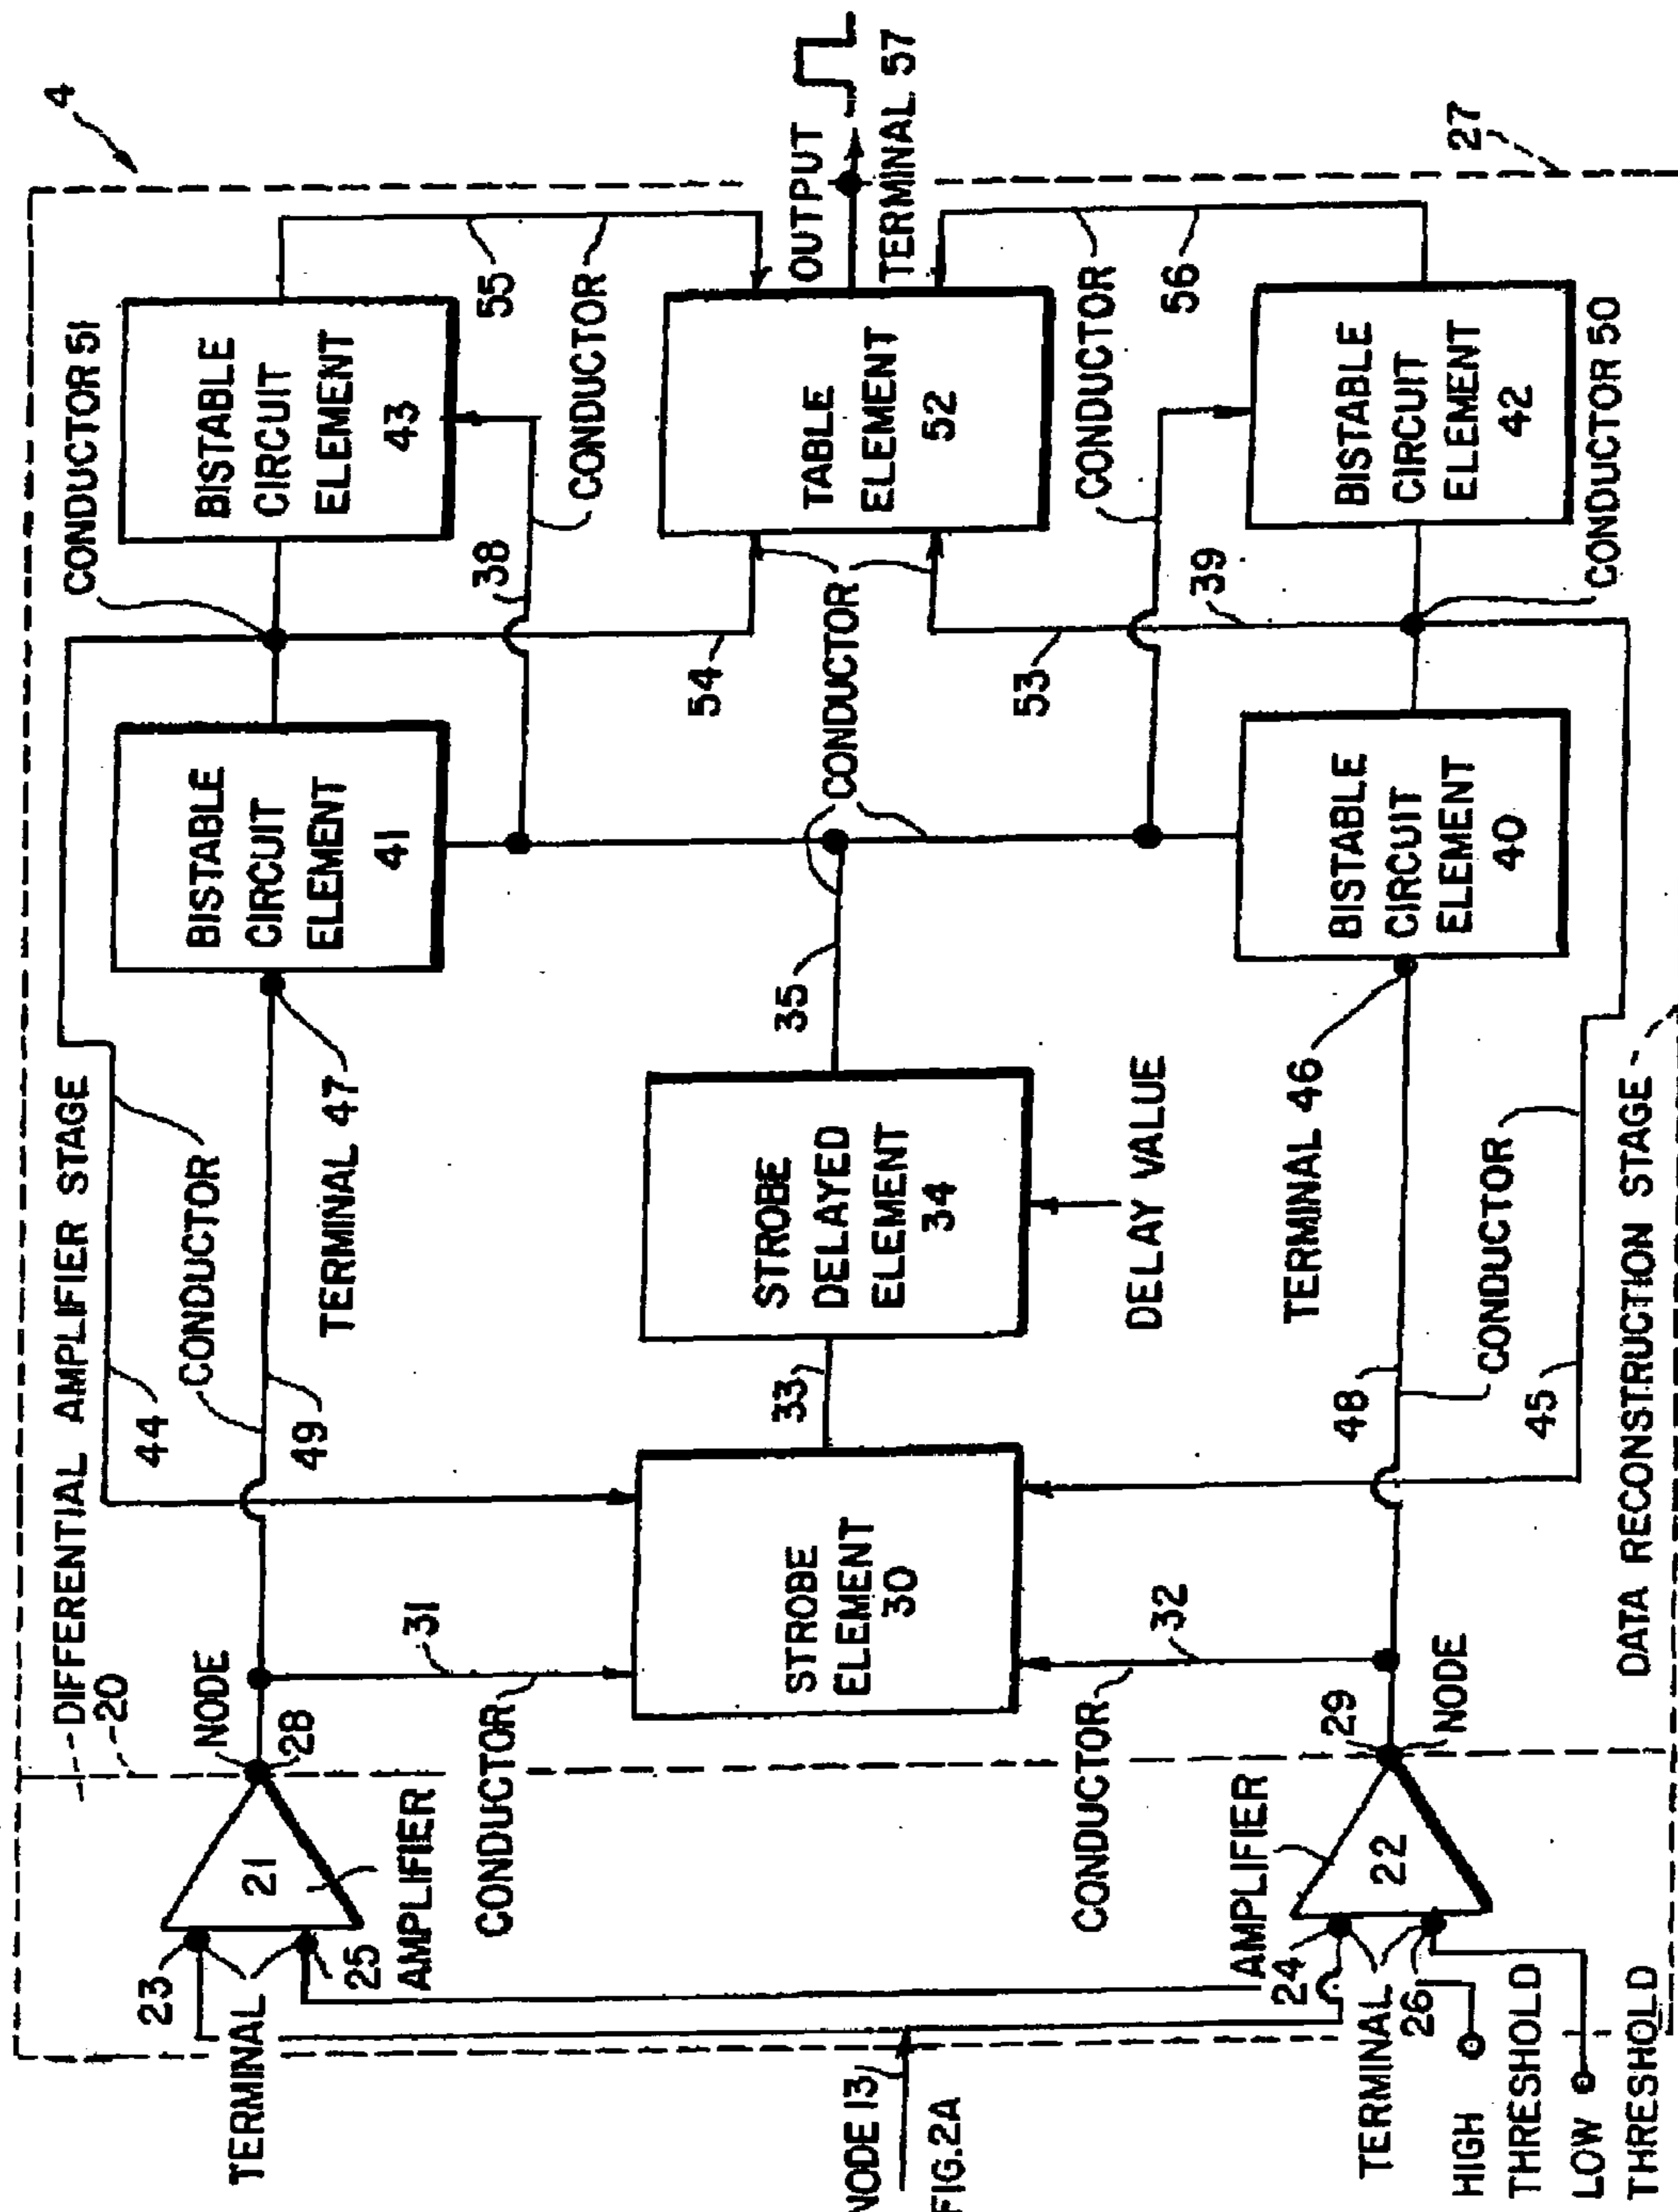 4
DIFFERENTIAL AMPLIFIER STAGE
20
CONDUCTOR 51
44
CONDUCTOR
BISTABLE
CIRCUIT
ELEMENT
41
BISTABLE
CIRCUIT
ELEMENT
43
NODE
28
49
TERMINAL 47
23
TERMINAL
25
21
AMPLIFIER
31
CONDUCTOR
38
55
CONDUCTOR
54
OUTPUT
TERMINAL 57
NODE 13
FIG.2A
STROBE
ELEMENT
30
33
STROBE
DELAYED
ELEMENT
34
35
CONDUCTOR
TABLE
ELEMENT
52
DELAY VALUE
53
39
CONDUCTOR
56
CONDUCTOR
32
AMPLIFIER
22
24
TERMINAL
26
29
NODE
48
TERMINAL 46
CONDUCTOR
BISTABLE
CIRCUIT
ELEMENT
40
BISTABLE
CIRCUIT
ELEMENT
42
CONDUCTOR 50
27
45
HIGH
THRESHOLD
LOW
THRESHOLD
DATA RECONSTRUCTION STAGE